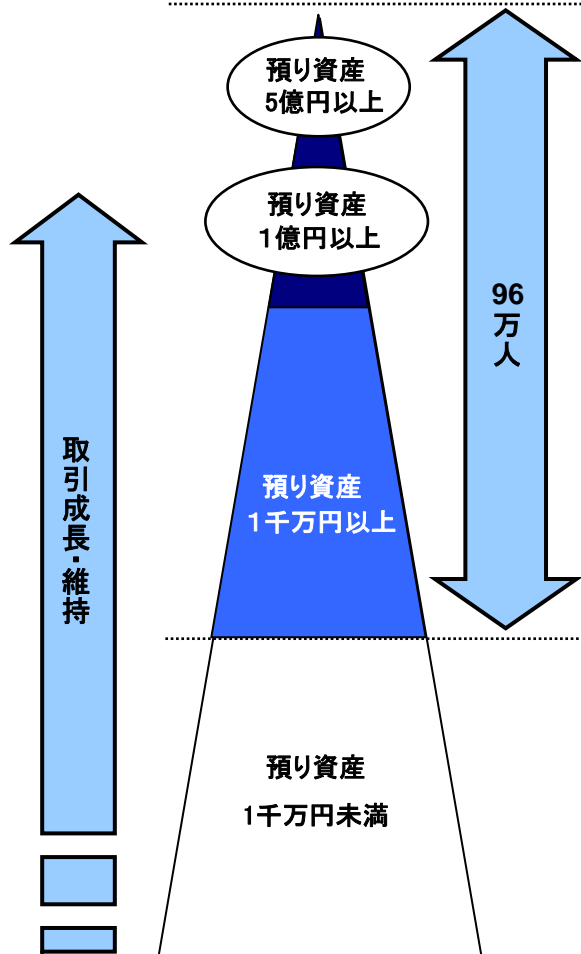 預り資産
5億円以上
預り資産
1億円以上
96
万
人
取引成長・維持
預り資産
1千万円以上
預り資産
1千万円未満